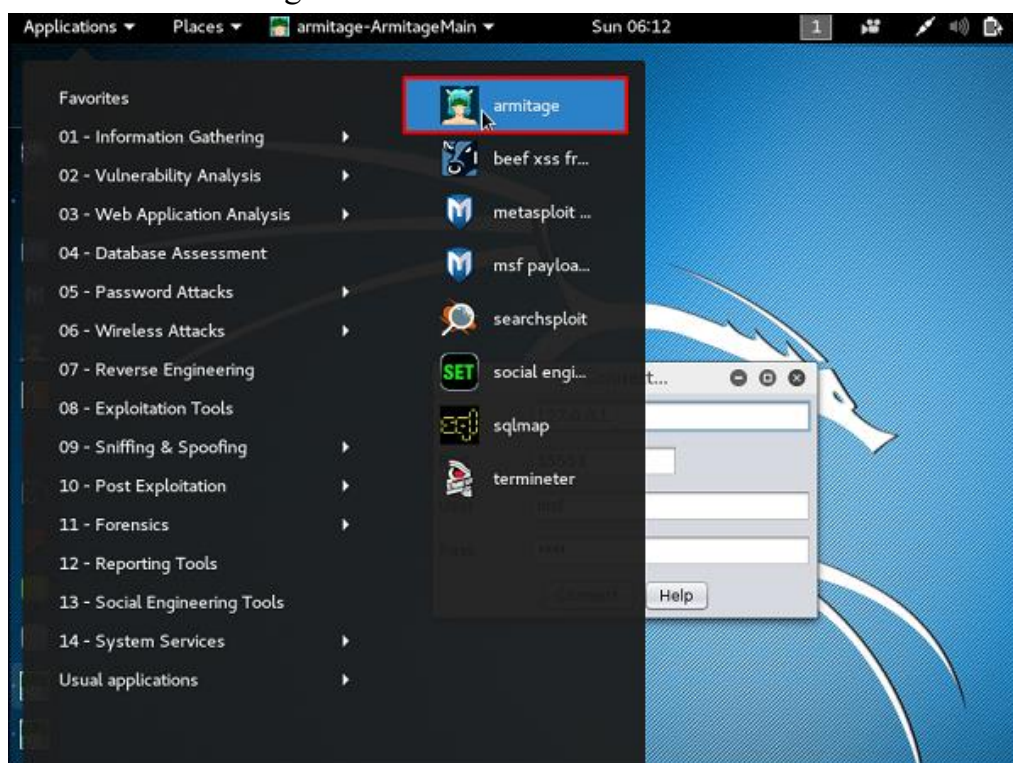 Applications Places armitage-ArmitageMain Sun 06:12 1
Favorites
01 - Information Gathering
02 - Vulnerability Analysis
03 - Web Application Analysis
04 - Database Assessment
05 - Password Attacks
06 - Wireless Attacks
07 - Reverse Engineering
08 - Exploitation Tools
09 - Sniffing & Spoofing
10 - Post Exploitation
11 - Forensics
12 - Reporting Tools
13 - Social Engineering Tools
14 - System Services
Usual applications
armitage
beef xss fr...
metasploit ...
msf payloa...
searchsploit
SET social engi...
sqlmap
termineter
Help